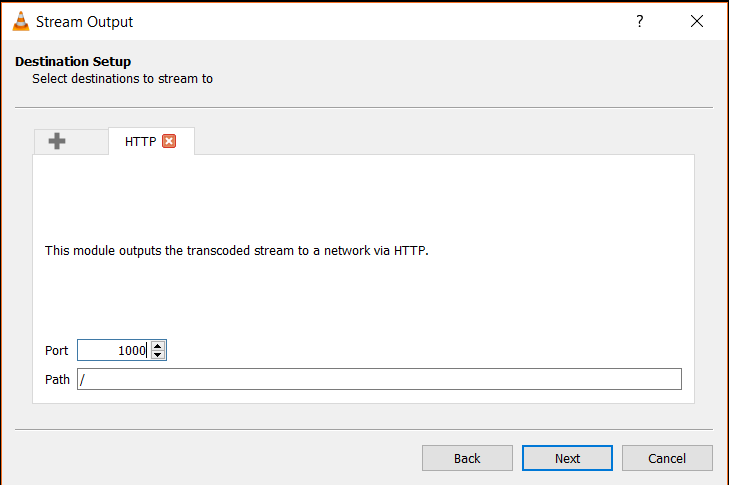 Stream Output
?
Destination Setup
Select destinations to stream to
HTTP
This module outputs the transcoded stream to a network via HTTP.
Port 1000
Path /
Back Next Cancel